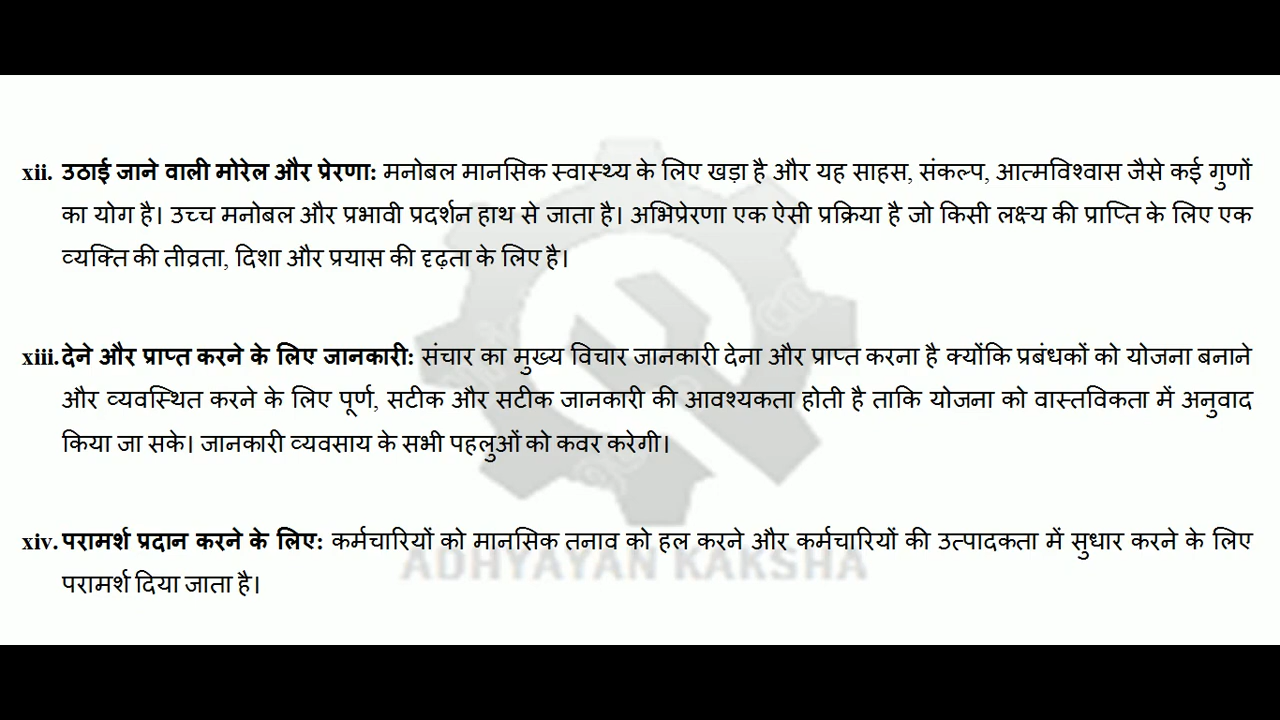 xii. उठाई जाने वाली मोरेल और प्रेरणा: मनोबल मानसिक स्वास्थ्य के लिए खड़ा है और यह साहस, संकल्प, आत्मविश्वास जैसे कई गुणों
का योग है। उच्च मनोबल और प्रभावी प्रदर्शन हाथ से जाता है। अभिप्रेरणा एक ऐसी प्रक्रिया है जो किसी लक्ष्य की प्राप्ति के लिए एक
व्यक्ति की तीव्रता, दिशा और प्रयास की दृढ़ता के लिए है।
xiii. देने और प्राप्त करने के लिए जानकारी: संचार का मुख्य विचार जानकारी देना और प्राप्त करना है क्योंकि प्रबंधकों को योजना बनाने
और व्यवस्थित करने के लिए पूर्ण, सटीक और सटीक जानकारी की आवश्यकता होती है ताकि योजना को वास्तविकता में अनुवाद
किया जा सके। जानकारी व्यवसाय के सभी पहलुओं को कवर करेगी।
xiv. परामर्श प्रदान करने के लिए: कर्मचारियों को मानसिक तनाव को हल करने और कर्मचारियों की उत्पादकता में सुधार करने के लिए
ADHYAYAN KAKSHA
परामर्श दिया जाता है।